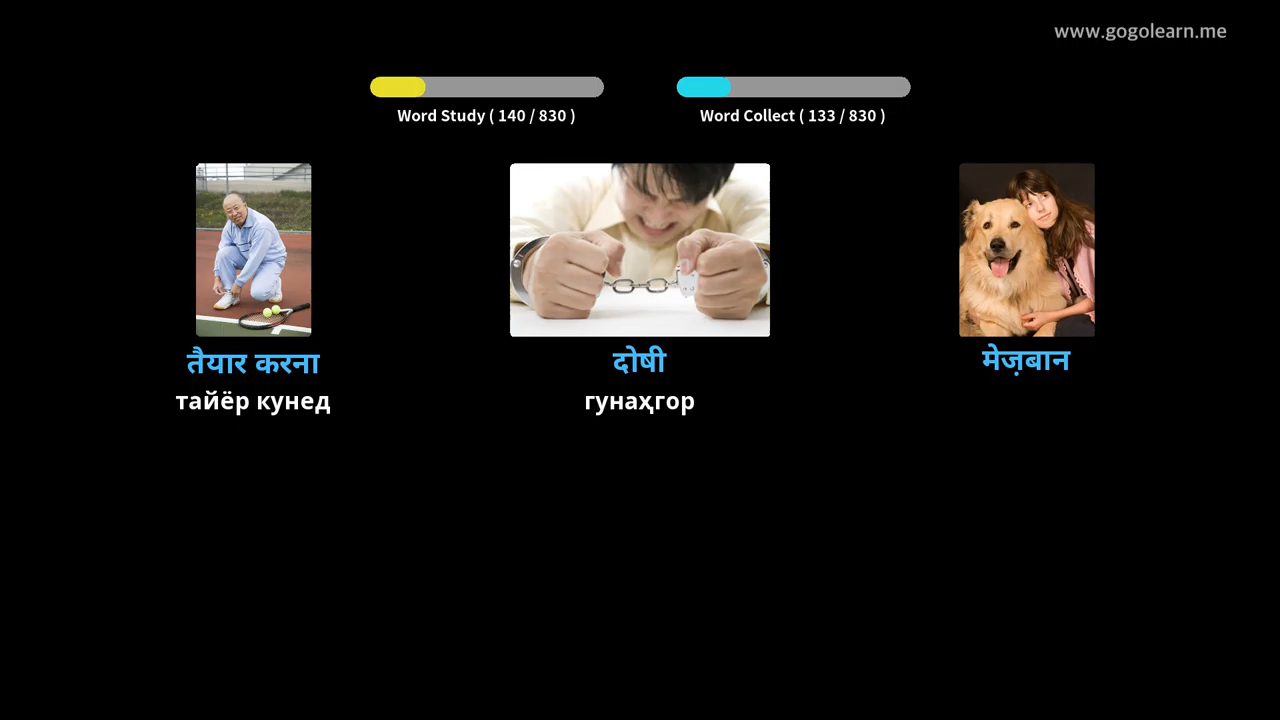 www.gogolearn.me
Word Study ( 140 / 830 )
Word Collect ( 133 / 830 )
तैयार करना
दोषी
मेज़बान
тайёр кунед
гунаҳгор